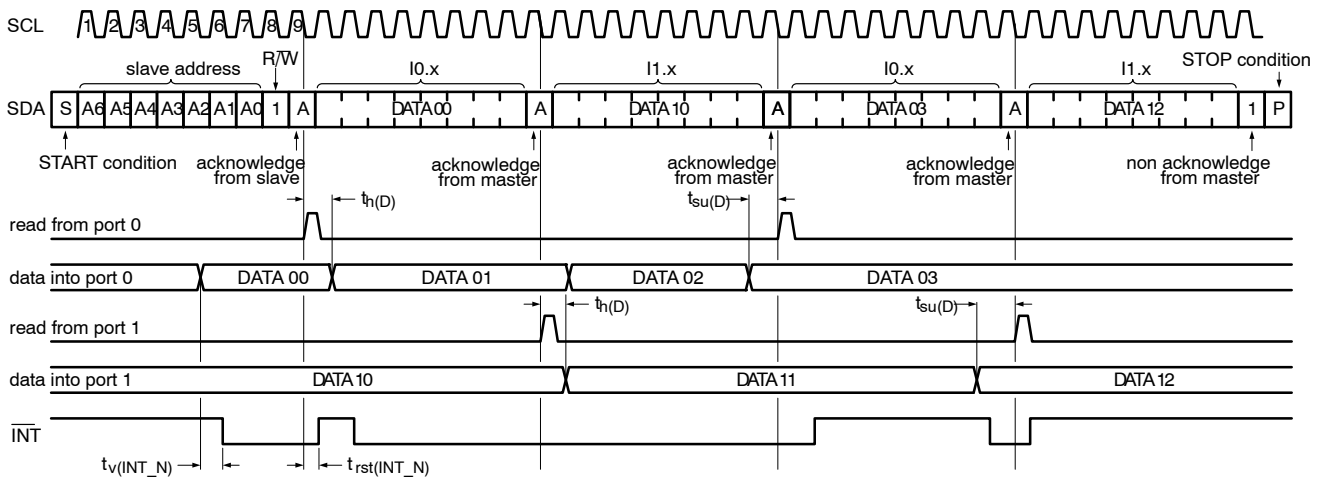 SCL 1 2 3 4 5 6 7 8 9
R/W
slave address I0.x I1.x I0.x I1.x STOP condition
SDA S A6 A5 A4 A3 A2 A1 A0 1 A DATA 00 A DATA 10 A DATA 03 A DATA 12 1 P
START condition acknowledge from slave acknowledge from master acknowledge from master acknowledge from master non acknowledge from master
th(D) tsu(D)
read from port 0
data into port 0 DATA 00 DATA 01 DATA 02 DATA 03
th(D) tsu(D)
read from port 1
data into port 1 DATA 10 DATA 11 DATA 12
INT
tv(INT_N) trst(INT_N)